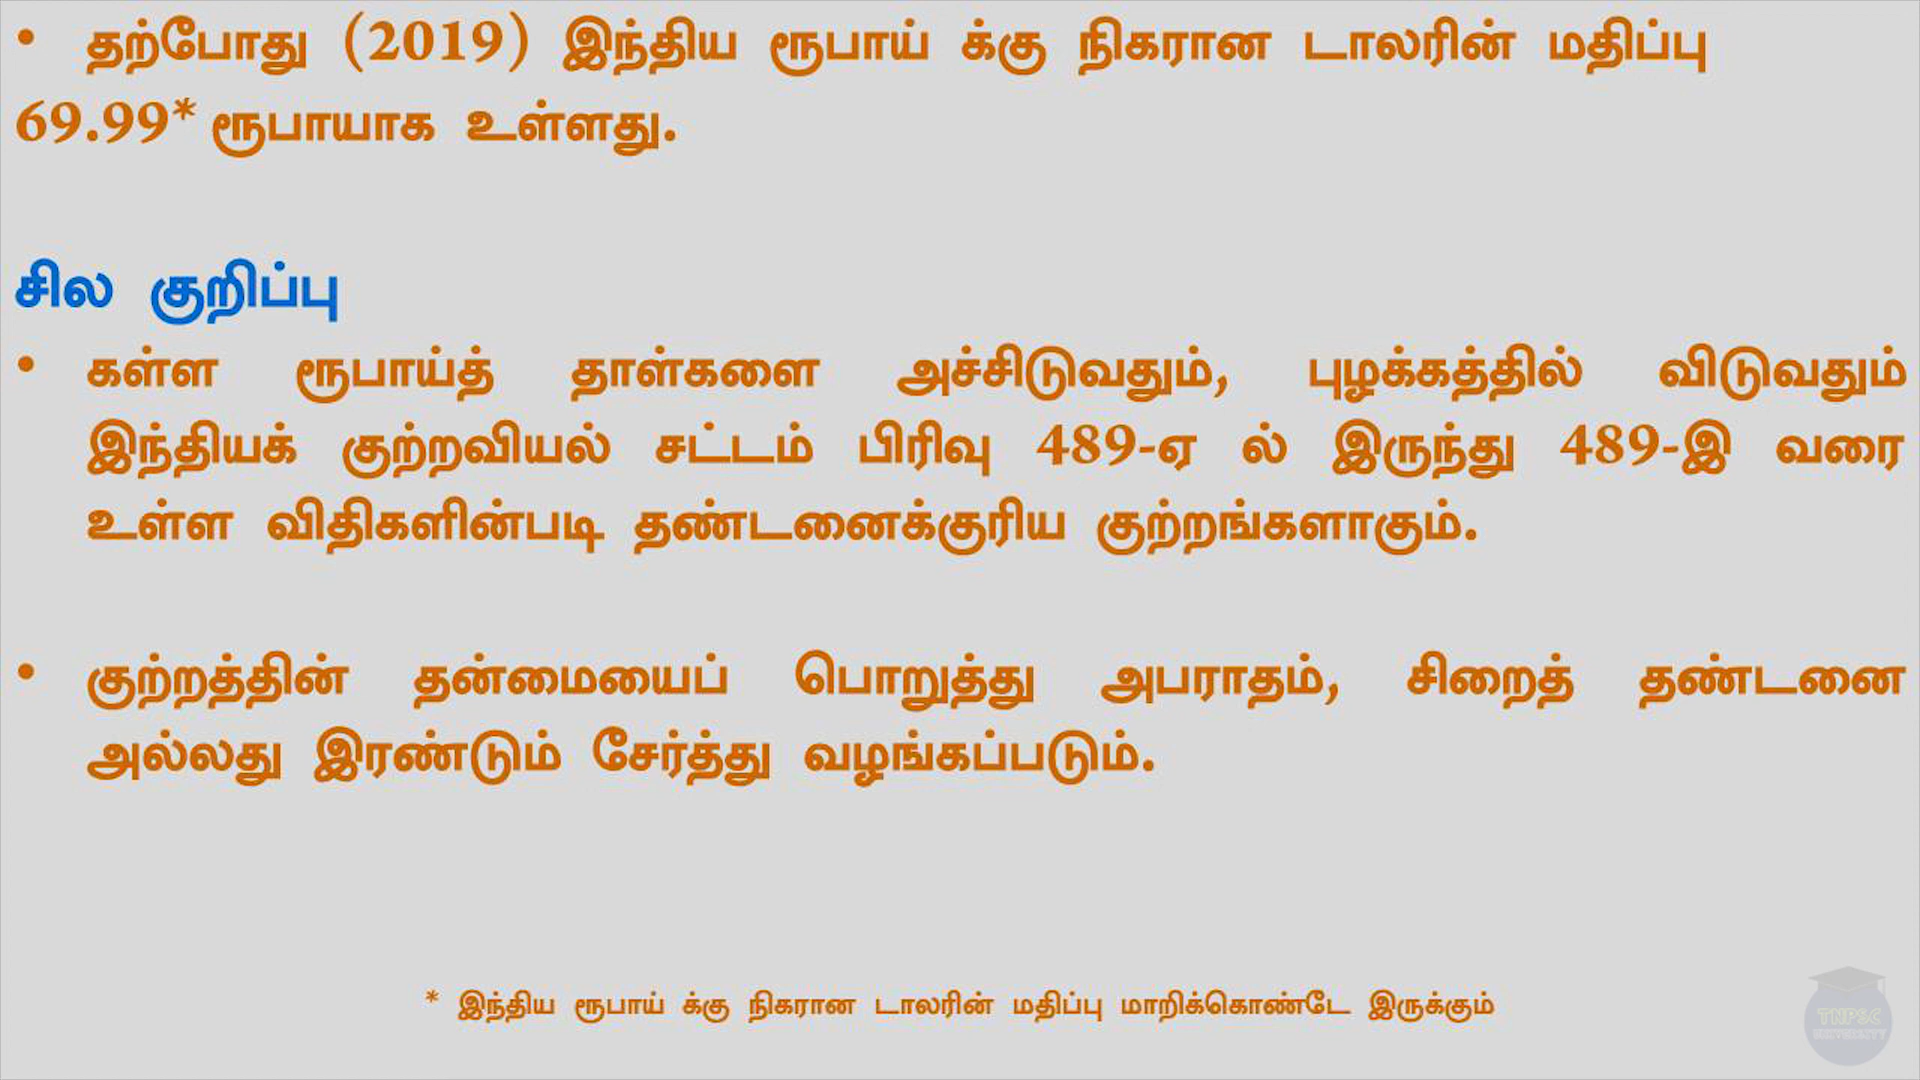 • தற்போது (2019) இந்திய ரூபாய் க்கு நிகரான டாலரின் மதிப்பு
69.99* ரூபாயாக உள்ளது.
சில குறிப்பு
• கள்ள ரூபாய்த் தாள்களை அச்சிடுவதும், புழக்கத்தில் விடுவதும்
இந்தியக் குற்றவியல் சட்டம் பிரிவு 489-ஏ ல் இருந்து 489-இ வரை
உள்ள விதிகளின்படி தண்டனைக்குரிய குற்றங்களாகும்.
• குற்றத்தின் தன்மையைப் பொறுத்து அபராதம், சிறைத் தண்டனை
அல்லது இரண்டும் சேர்த்து வழங்கப்படும்.
* இந்திய ரூபாய் க்கு நிகரான டாலரின் மதிப்பு மாறிக்கொண்டே இருக்கும்
TNPSC
UNIVERSITY